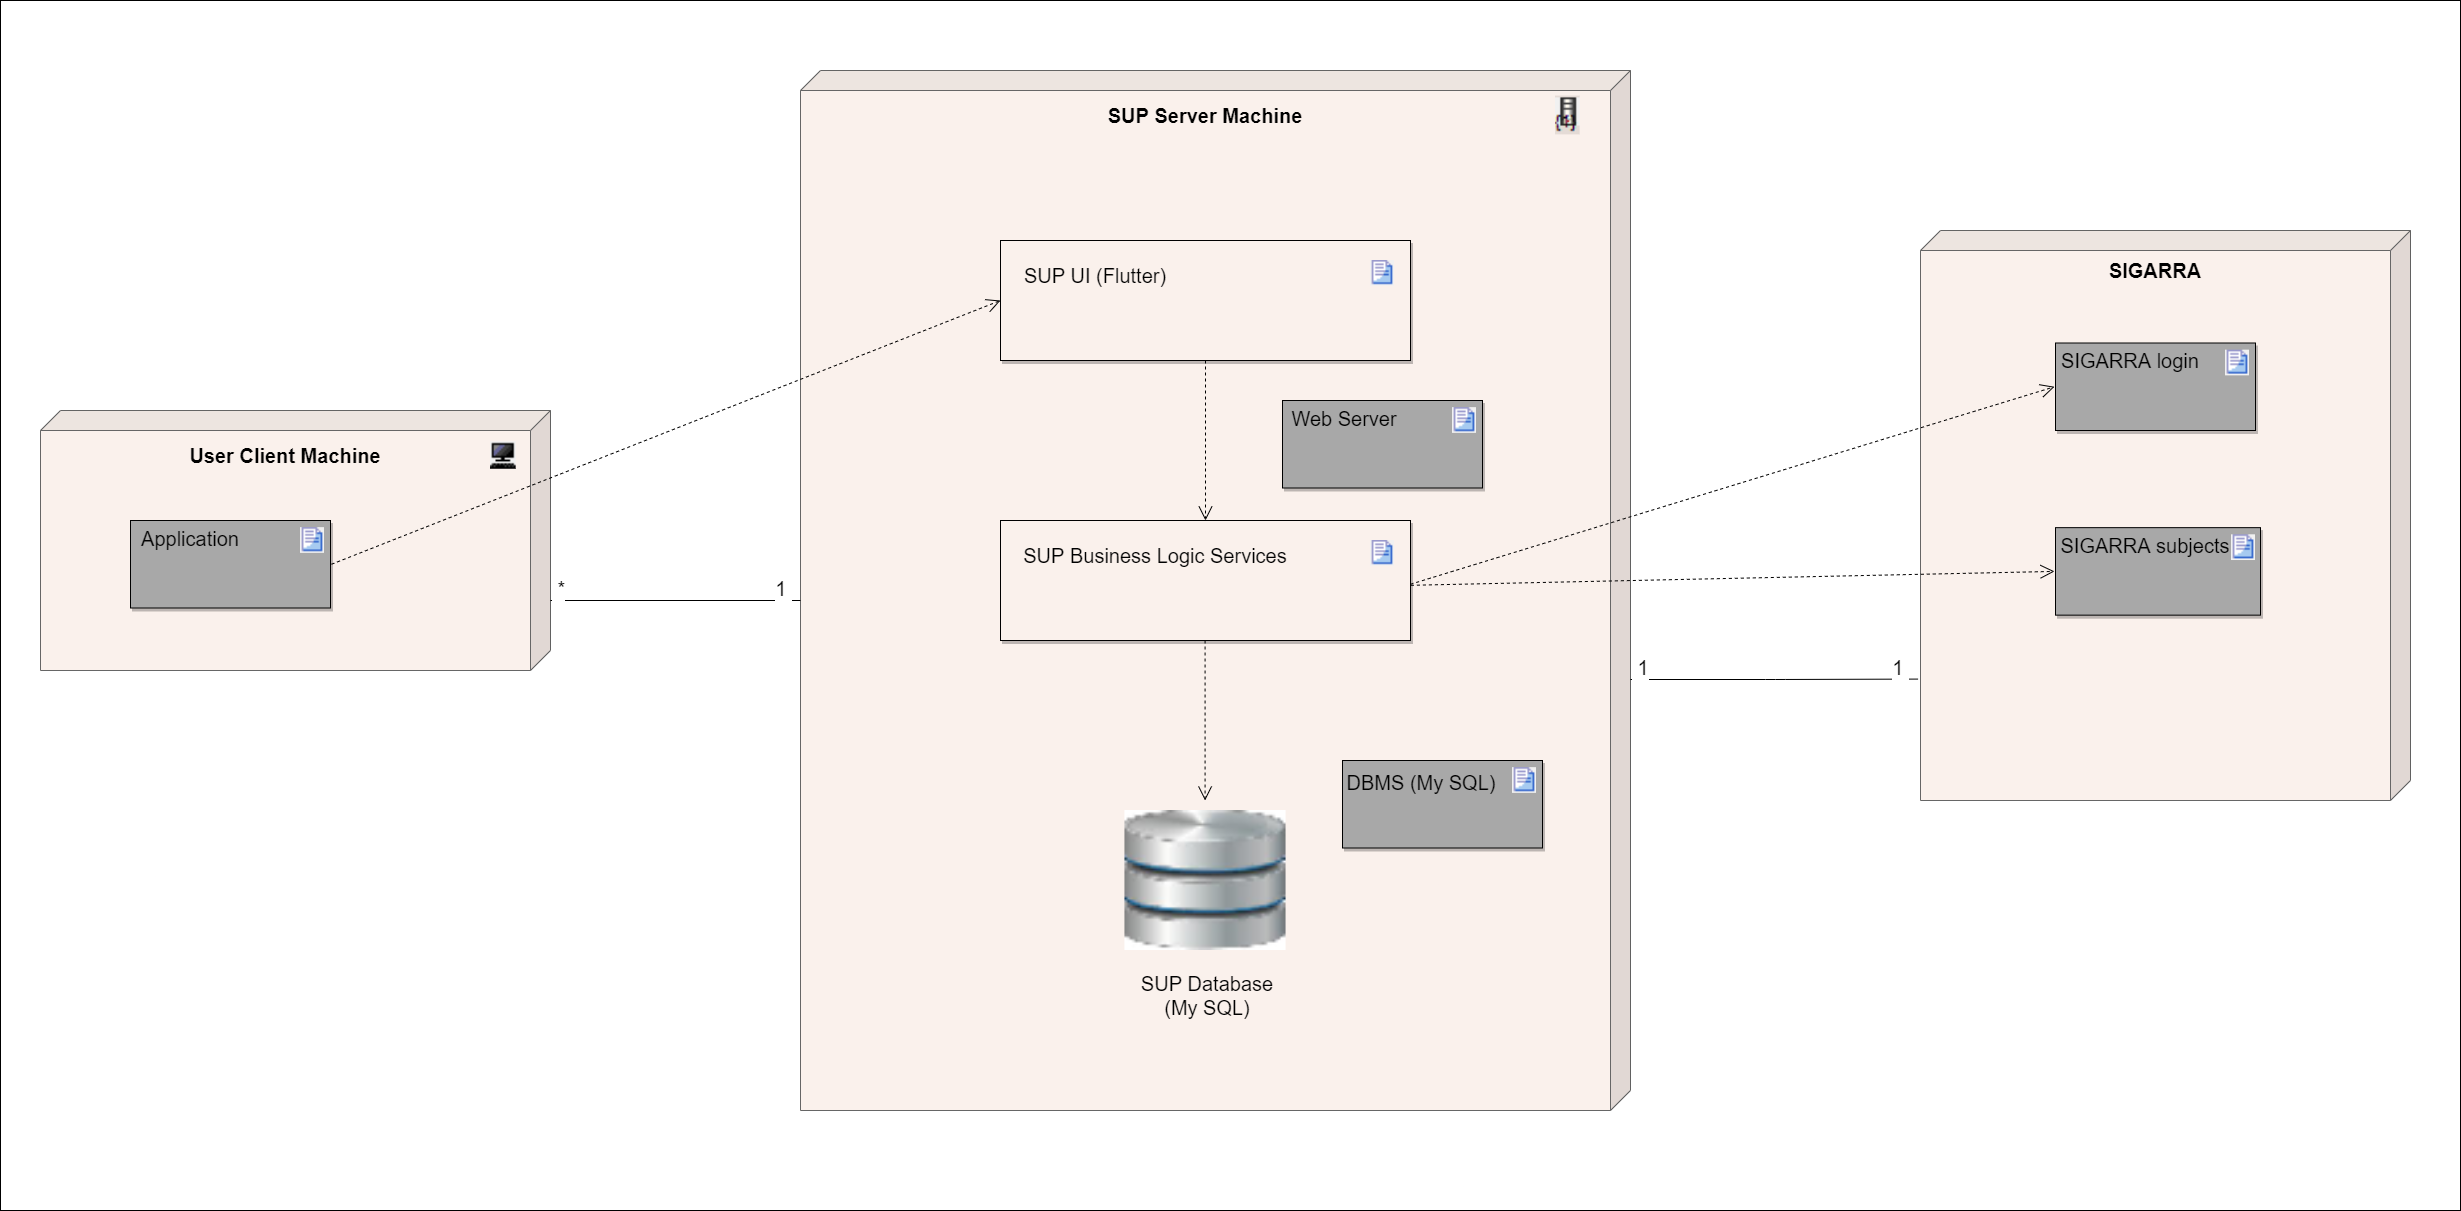 SUP Server Machine
SUP UI (Flutter)
SIGARRA
SIGARRA login
Web Server
User Client Machine
Application
SUP Business Logic Services
SIGARRA subjects
*
1
1
1
DBMS (My SQL)
SUP Database
(My SQL)